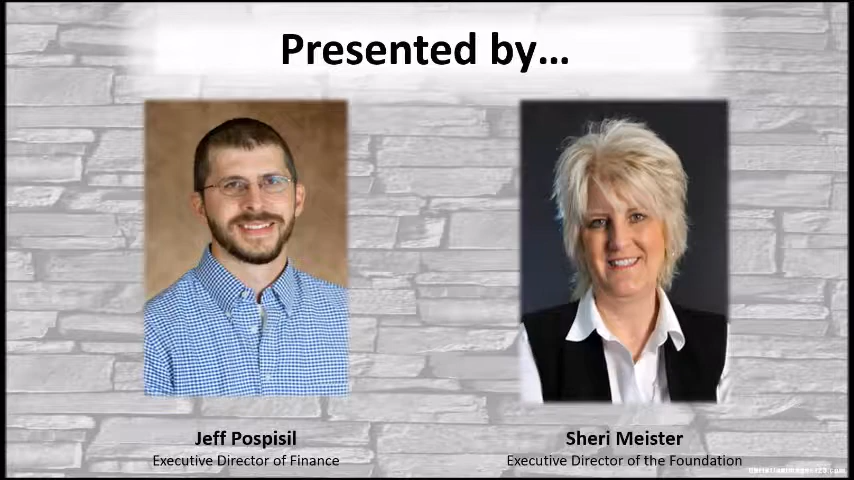 Presented by...
Jeff Pospisil
Sheri Meister
Executive Director of Finance
Executive Director of the Foundation